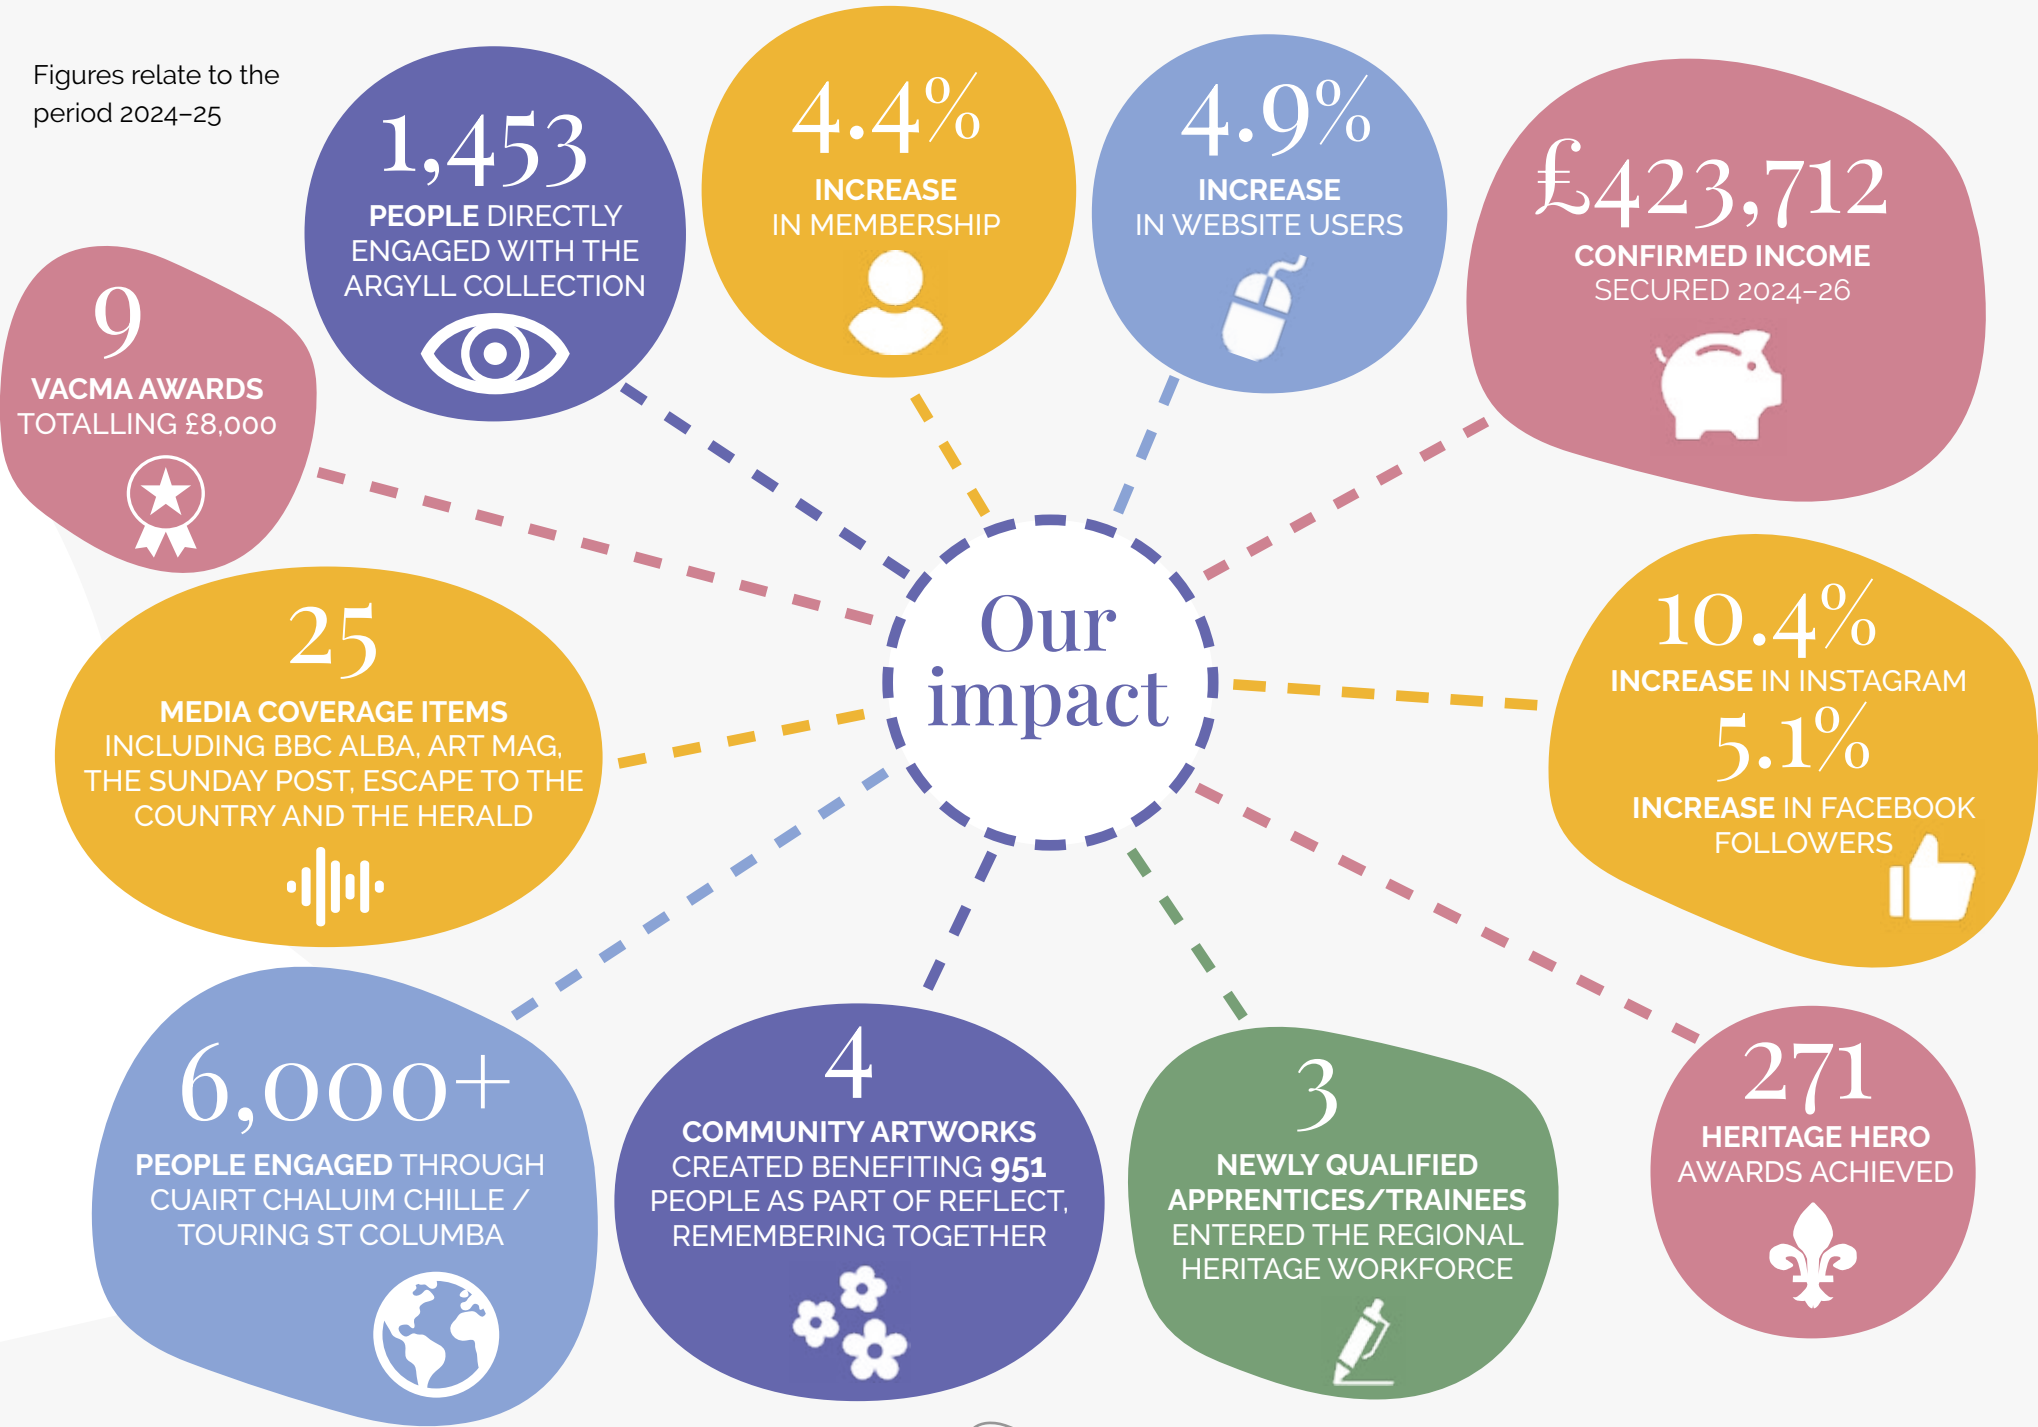 Figures relate to the
period 2024–25
1,453
PEOPLE DIRECTLY
ENGAGED WITH THE
ARGYLL COLLECTION
4.4%
INCREASE
IN MEMBERSHIP
4.9%
INCREASE
IN WEBSITE USERS
£423,712
CONFIRMED INCOME
SECURED 2024–26
9
VACMA AWARDS
TOTALLING £8,000
Our
impact
10.4%
INCREASE IN INSTAGRAM
5.1%
INCREASE IN FACEBOOK
FOLLOWERS
25
MEDIA COVERAGE ITEMS
INCLUDING BBC ALBA, ART MAG,
THE SUNDAY POST, ESCAPE TO THE
COUNTRY AND THE HERALD
6,000+
PEOPLE ENGAGED THROUGH
CUAIRT CHALUIM CHILLE /
TOURING ST COLUMBA
4
COMMUNITY ARTWORKS
CREATED BENEFITING 951
PEOPLE AS PART OF REFLECT,
REMEMBERING TOGETHER
3
NEWLY QUALIFIED
APPRENTICES/TRAINEES
ENTERED THE REGIONAL
HERITAGE WORKFORCE
271
HERITAGE HERO
AWARDS ACHIEVED